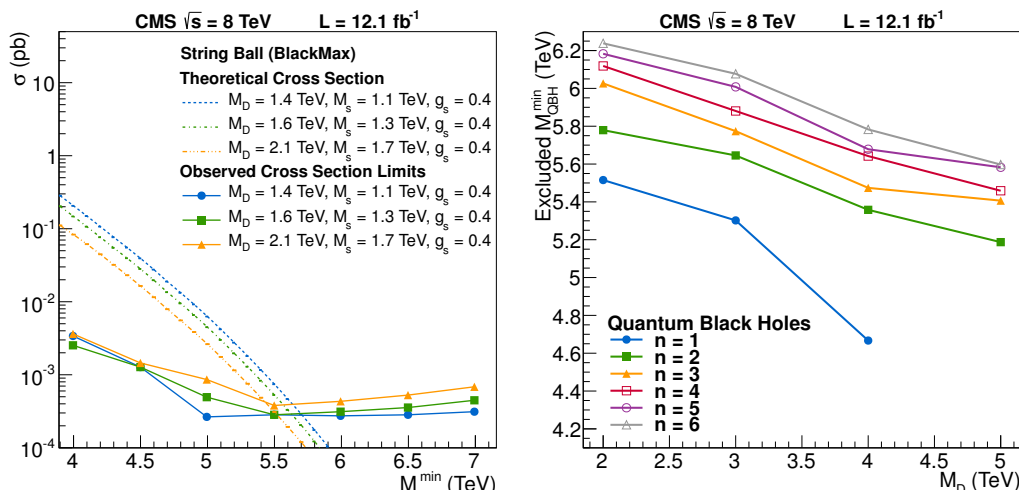 CMS √s = 8 TeV L = 12.1 fb⁻¹
σ (pb)
String Ball (BlackMax)
Theoretical Cross Section
M_D = 1.4 TeV, M_s = 1.1 TeV, g_s = 0.4
M_D = 1.6 TeV, M_s = 1.3 TeV, g_s = 0.4
M_D = 2.1 TeV, M_s = 1.7 TeV, g_s = 0.4
Observed Cross Section Limits
M_D = 1.4 TeV, M_s = 1.1 TeV, g_s = 0.4
M_D = 1.6 TeV, M_s = 1.3 TeV, g_s = 0.4
M_D = 2.1 TeV, M_s = 1.7 TeV, g_s = 0.4
10
1
10⁻¹
10⁻²
10⁻³
10⁻⁴
4 4.5 5 5.5 6 6.5 7
M^min (TeV)
CMS √s = 8 TeV L = 12.1 fb⁻¹
Excluded M_QBH^min (TeV)
6.2
6
5.8
5.6
5.4
5.2
5
4.8
4.6
4.4
4.2
Quantum Black Holes
n = 1
n = 2
n = 3
n = 4
n = 5
n = 6
2 2.5 3 3.5 4 4.5 5
M_D (TeV)